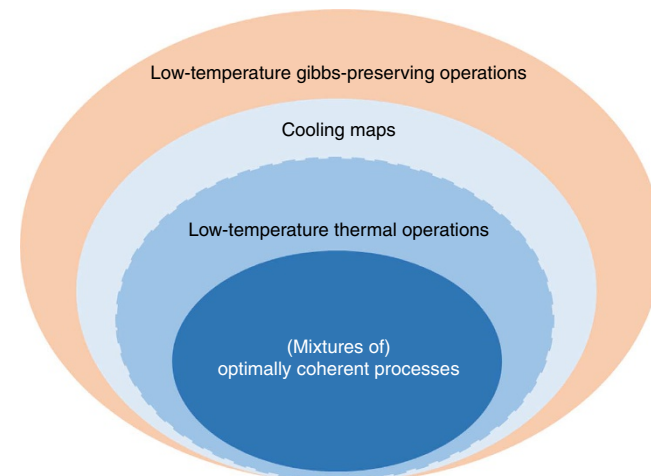 Low-temperature gibbs-preserving operations
Cooling maps
Low-temperature thermal operations
(Mixtures of)
optimally coherent processes